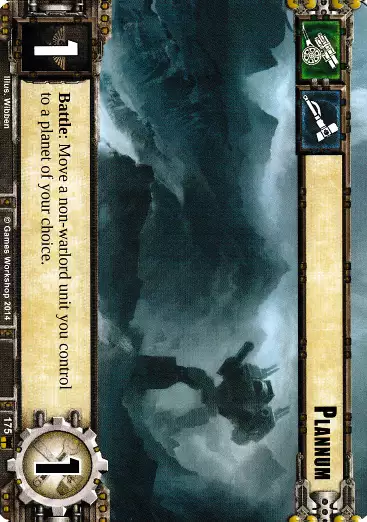 PLANNUM
1
Battle: Move a non-warlord unit you control
to a planet of your choice.
1
Illus. Wibben
© Games Workshop 2014
175